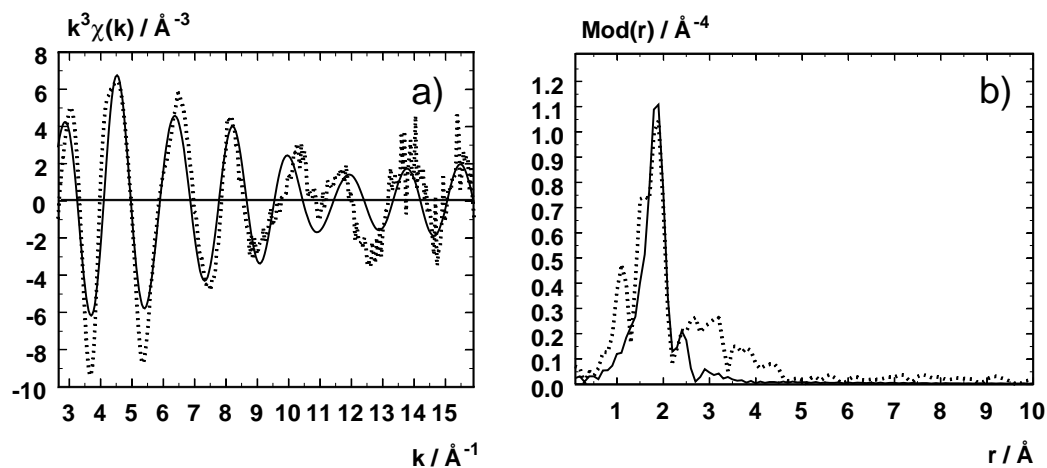 k³χ(k) / Å⁻³
a)
8
6
4
2
0
-2
-4
-6
-8
-10
3 4 5 6 7 8 9 10 11 12 13 14 15
k / Å⁻¹
Mod(r) / Å⁻⁴
b)
1.2
1.1
1.0
0.9
0.8
0.7
0.6
0.5
0.4
0.3
0.2
0.1
0.0
1 2 3 4 5 6 7 8 9 10
r / Å